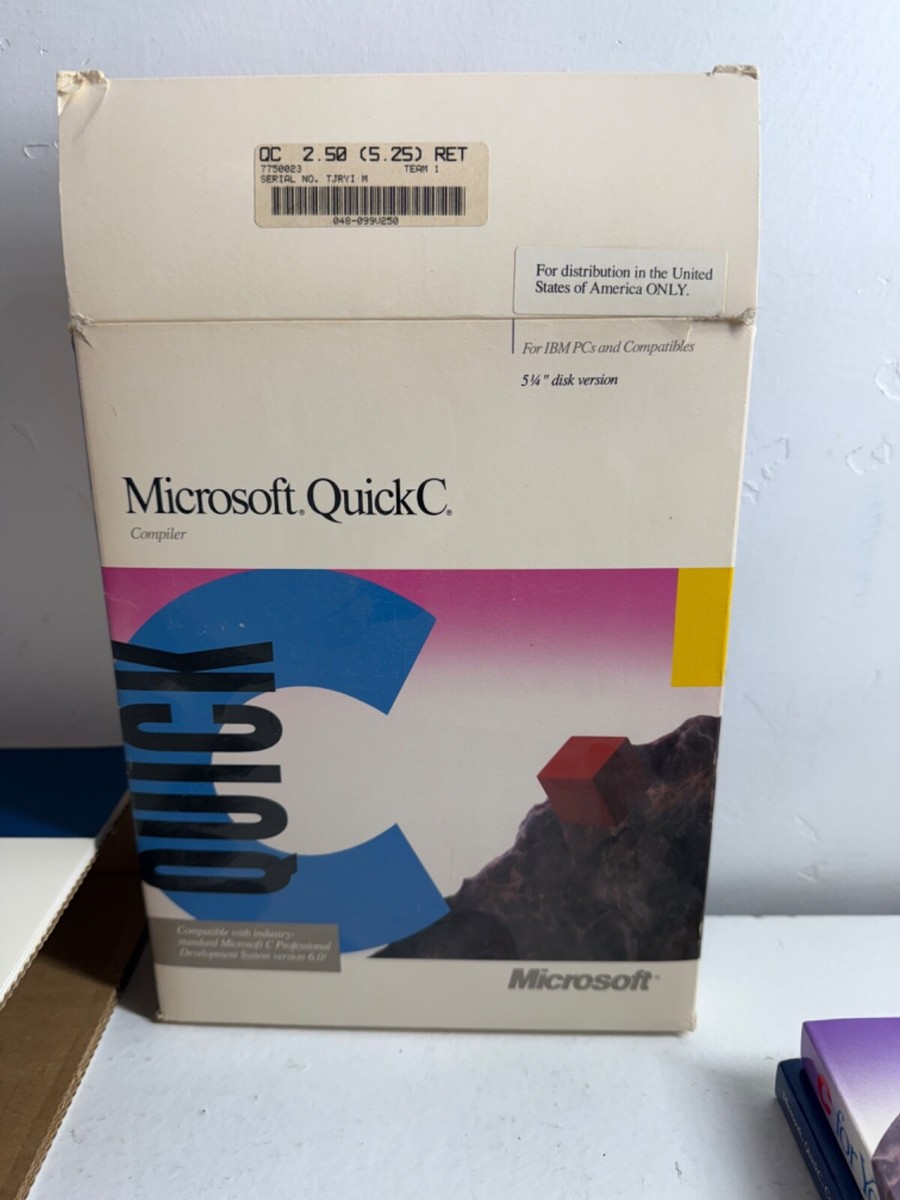 QC 2.50 (5.25) RET
7750023 TEAM 1
SERIAL NO. TJRYI M
048-099V250
For distribution in the United
States of America ONLY.
For IBM PCs and Compatibles
5¼" disk version
Microsoft® QuickC®
Compiler
QUICK
C
Compatible with industry-
standard Microsoft C Professional
Development System version 6.0!
Microsoft®
C for